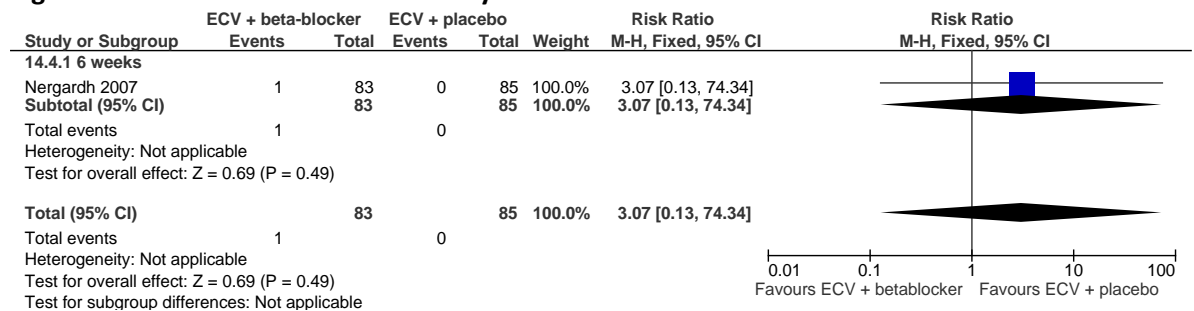 ECV + beta-blocker ECV + placebo Risk Ratio Risk Ratio
Study or Subgroup Events Total Events Total Weight M-H, Fixed, 95% CI M-H, Fixed, 95% CI
14.4.1 6 weeks
Nergardh 2007 1 83 0 85 100.0% 3.07 [0.13, 74.34]
Subtotal (95% CI) 83 85 100.0% 3.07 [0.13, 74.34]
Total events 1 0
Heterogeneity: Not applicable
Test for overall effect: Z = 0.69 (P = 0.49)
Total (95% CI) 83 85 100.0% 3.07 [0.13, 74.34]
Total events 1 0
Heterogeneity: Not applicable
Test for overall effect: Z = 0.69 (P = 0.49)
Test for subgroup differences: Not applicable
0.01 0.1 1 10 100
Favours ECV + betablocker Favours ECV + placebo